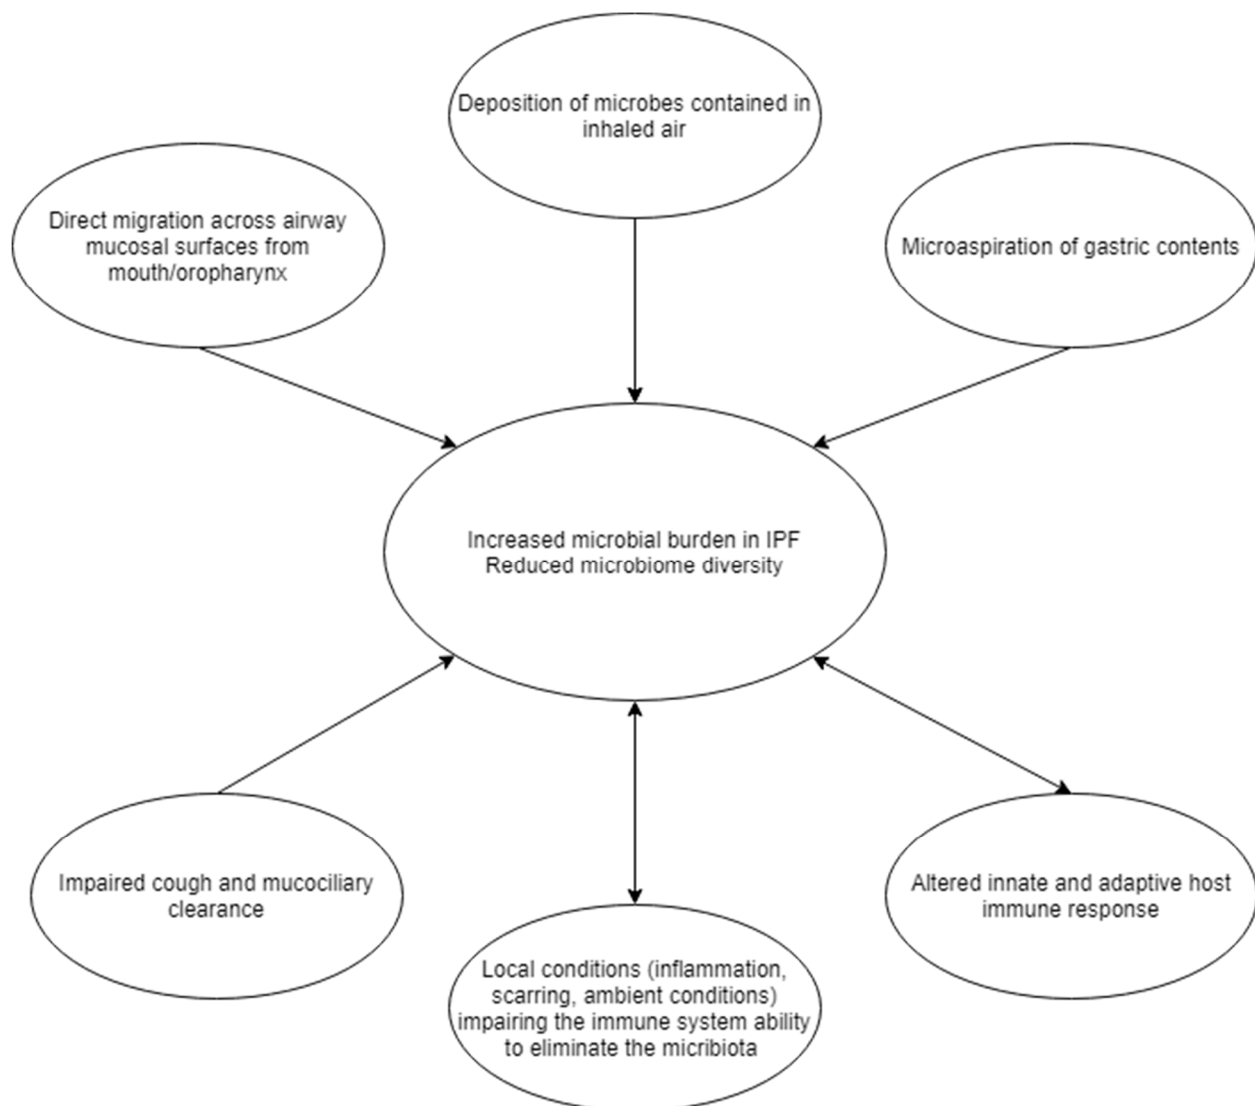 Deposition of microbes contained in
inhaled air
Direct migration across airway
mucosal surfaces from
mouth/oropharynx
Microaspiration of gastric contents
Increased microbial burden in IPF
Reduced microbiome diversity
Impaired cough and mucociliary
clearance
Local conditions (inflammation,
scarring, ambient conditions)
impairing the immune system ability
to eliminate the micribiota
Altered innate and adaptive host
immune response